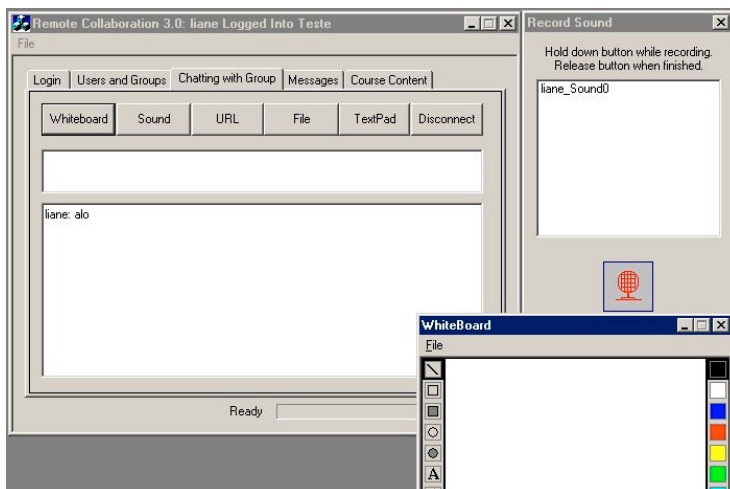 Remote Collaboration 3.0: liane Logged Into Teste
File
Login Users and Groups Chatting with Group Messages Course Content
Whiteboard Sound URL File TextPad Disconnect
liane: alo
Ready
Record Sound
Hold down button while recording.
Release button when finished.
liane_Sound0
WhiteBoard
File
A